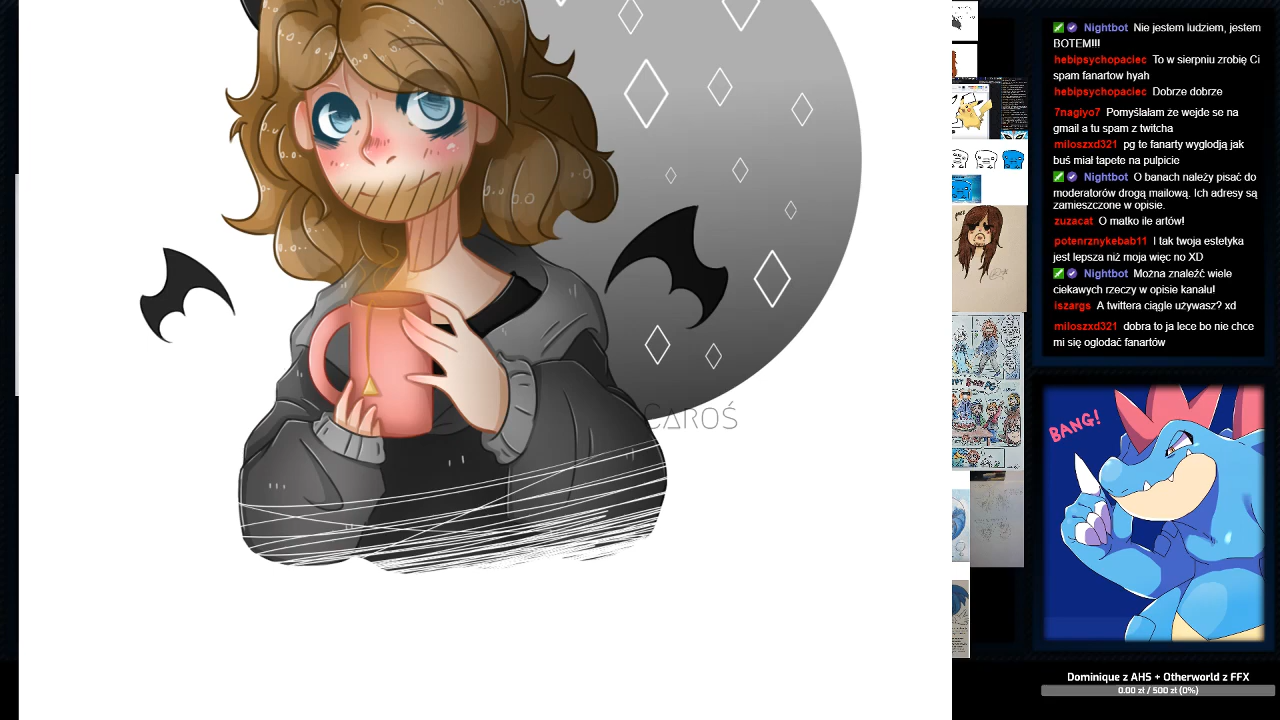 CAROŚ
Nightbot Nie jestem ludziem, jestem
BOTEM!!!
hebipsychopaciec To w sierpniu zrobię Ci
spam fanartow hyah
hebipsychopaciec Dobrze dobrze
7nagiyo7 Pomyślałam ze wejde se na
gmail a tu spam z twitcha
miloszxd321 pg te fanarty wyglodją jak
buś miał tapete na pulpicie
Nightbot O banach należy pisać do
moderatorów drogą mailową. Ich adresy są
zamieszczone w opisie.
zuzacat O matko ile artów!
potenrznykebab11 I tak twoja estetyka
jest lepsza niż moja więc no XD
Nightbot Można znaleźć wiele
ciekawych rzeczy w opisie kanału!
iszargs A twittera ciągle używasz? xd
miloszxd321 dobra to ja lece bo nie chce
mi się oglodać fanartów
BANG!
Dominique z AHS + Otherworld z FFX
0.00 zł / 500 zł (0%)